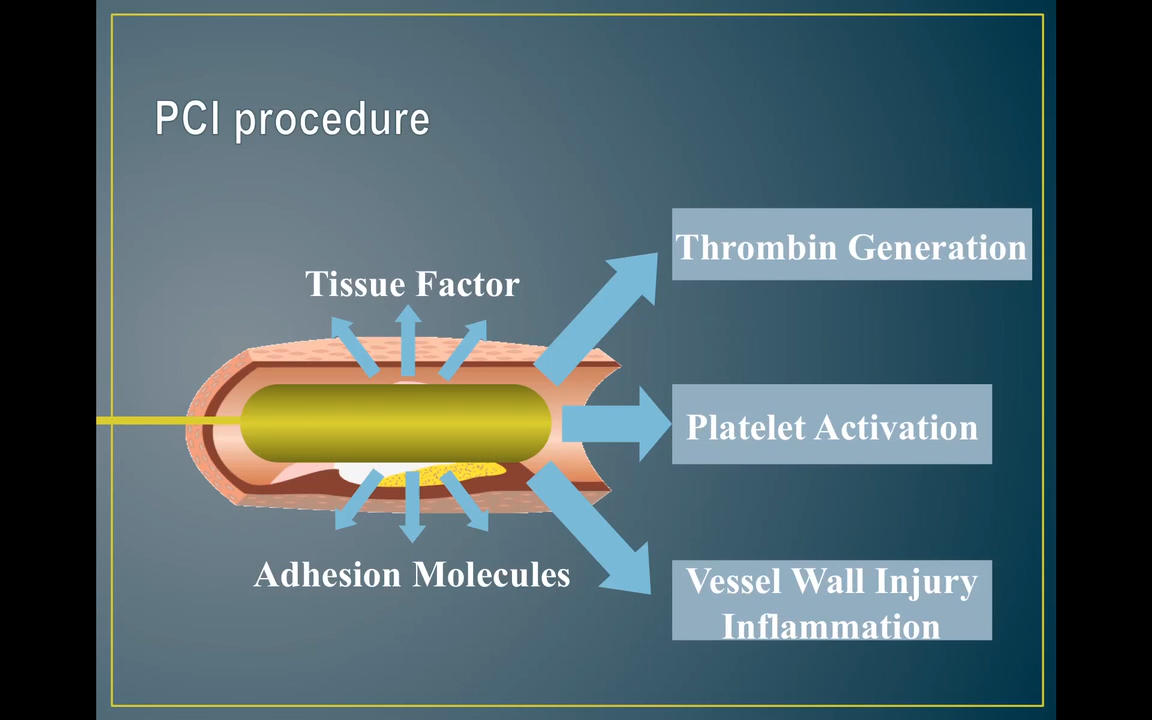 PCI procedure
Thrombin Generation
Tissue Factor
Platelet Activation
Adhesion Molecules
Vessel Wall Injury
Inflammation